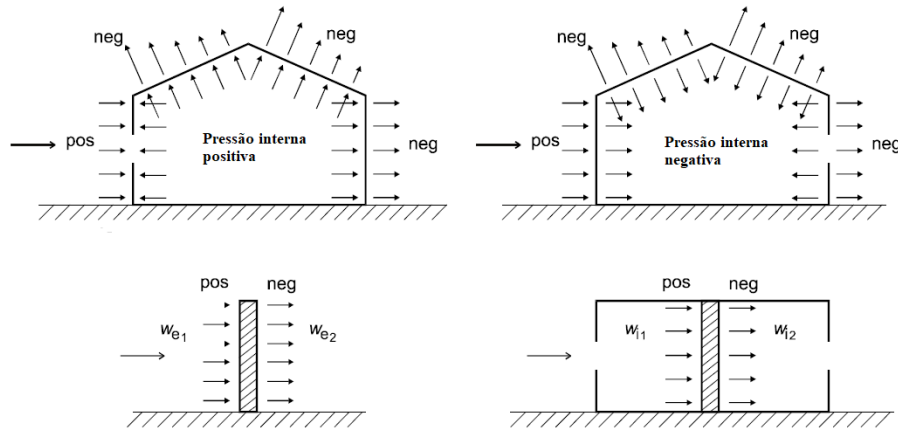 neg
neg
pos
Pressão interna
positiva
neg
neg
neg
pos
Pressão interna
negativa
neg
pos
neg
We1
We2
pos
neg
Wi1
Wi2